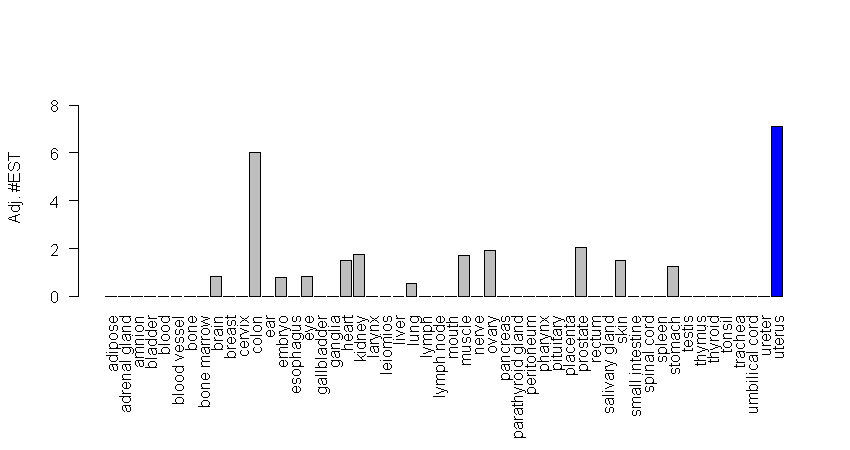 8
6
4
2
0
Adj. #EST
adipose
adrenal gland
amnion
bladder
blood
blood vessel
bone
bone marrow
brain
breast
cervix
colon
ear
embryo
esophagus
eye
gallbladder
ganglia
heart
kidney
larynx
leiomios
liver
lung
lymph
lymph node
mouth
muscle
nerve
ovary
pancreas
parathyroid gland
peritoneum
pharynx
pituitary
placenta
prostate
rectum
salivary gland
skin
small intestine
spinal cord
spleen
stomach
testis
thymus
thyroid
tonsil
trachea
umbilical cord
ureter
uterus